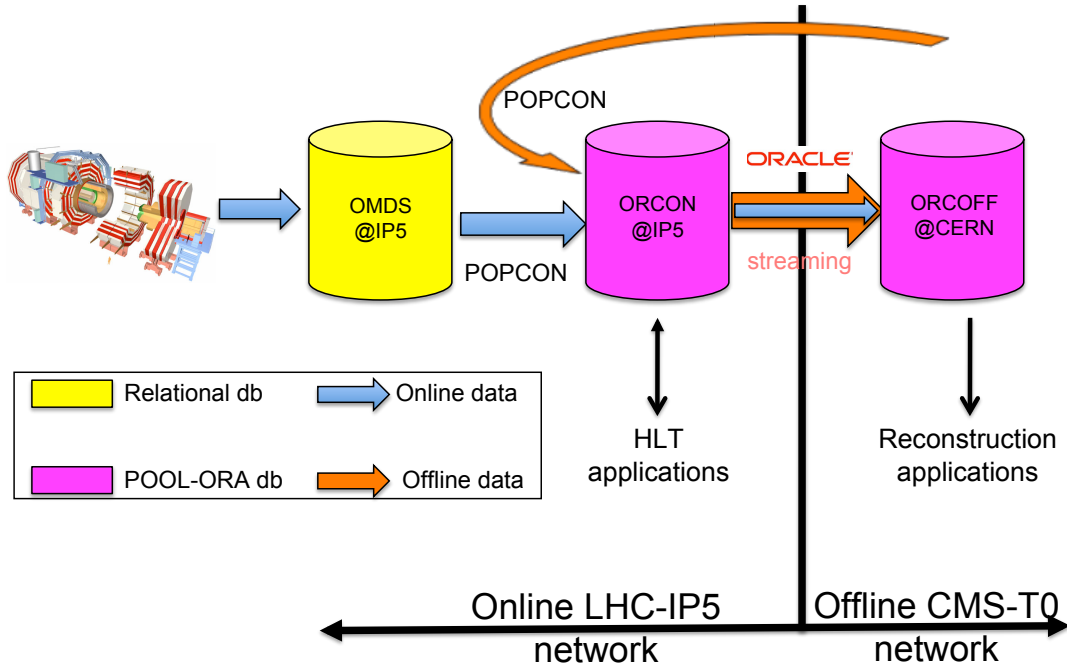 POPCON
ORACLE
OMDS
@IP5
ORCON
@IP5
ORCOFF
@CERN
POPCON
streaming
Relational db
Online data
POOL-ORA db
Offline data
HLT
applications
Reconstruction
applications
Online LHC-IP5
network
Offline CMS-T0
network